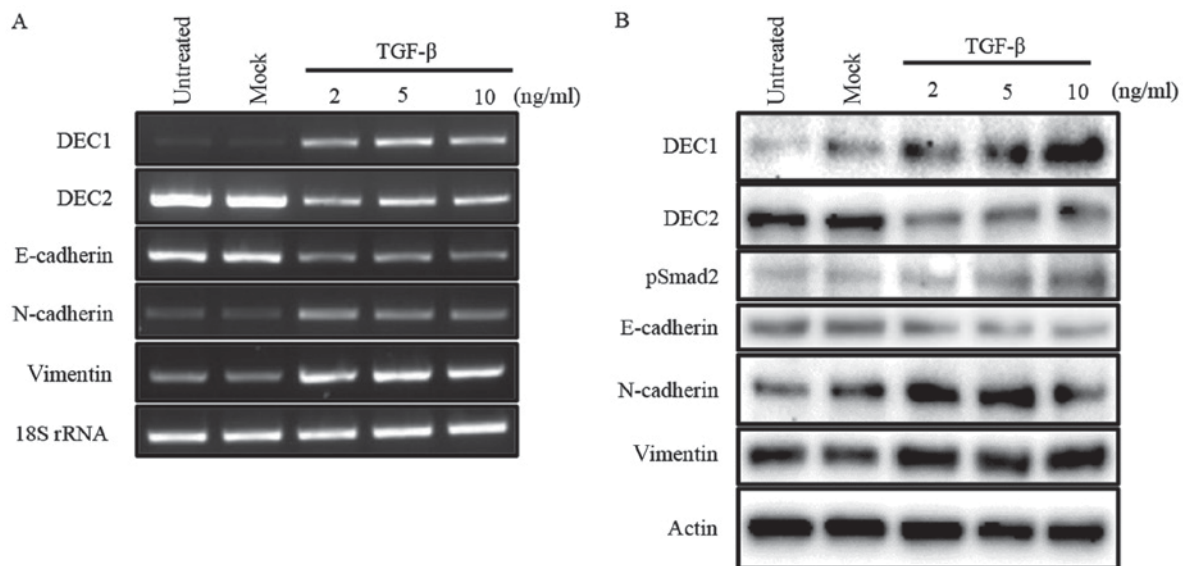 A
Untreated
Mock
TGF-β
2 5 10 (ng/ml)
DEC1
DEC2
E-cadherin
N-cadherin
Vimentin
18S rRNA
B
Untreated
Mock
TGF-β
2 5 10 (ng/ml)
DEC1
DEC2
pSmad2
E-cadherin
N-cadherin
Vimentin
Actin